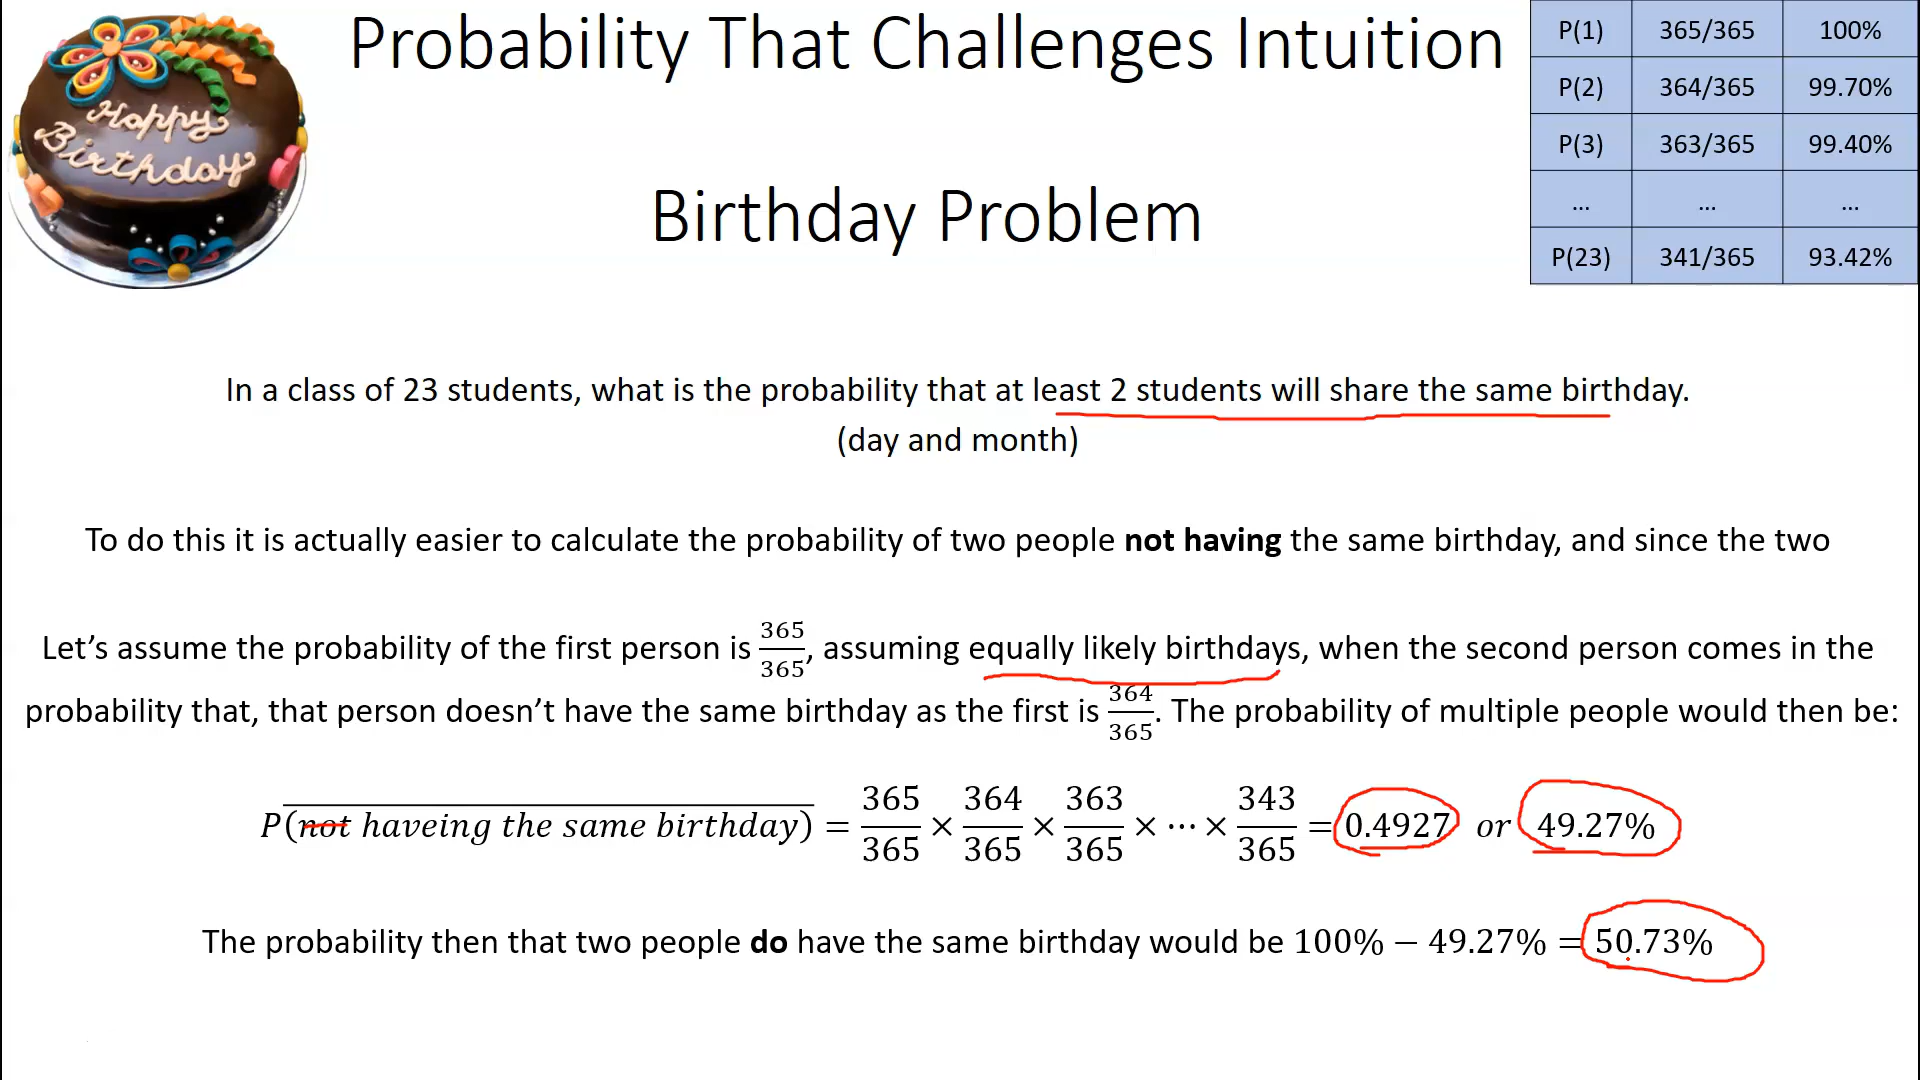 Happy
Birthday
Probability That Challenges Intuition
Birthday Problem
P(1) 365/365 100%
P(2) 364/365 99.70%
P(3) 363/365 99.40%
... ... ...
P(23) 341/365 93.42%
In a class of 23 students, what is the probability that at least 2 students will share the same birthday.
(day and month)
To do this it is actually easier to calculate the probability of two people not having the same birthday, and since the two
Let’s assume the probability of the first person is 365/365, assuming equally likely birthdays, when the second person comes in the
probability that, that person doesn’t have the same birthday as the first is 364/365. The probability of multiple people would then be:
P(not haveing the same birthday) = 365/365 × 364/365 × 363/365 × ⋯ × 343/365 = 0.4927 or 49.27%
The probability then that two people do have the same birthday would be 100% − 49.27% = 50.73%